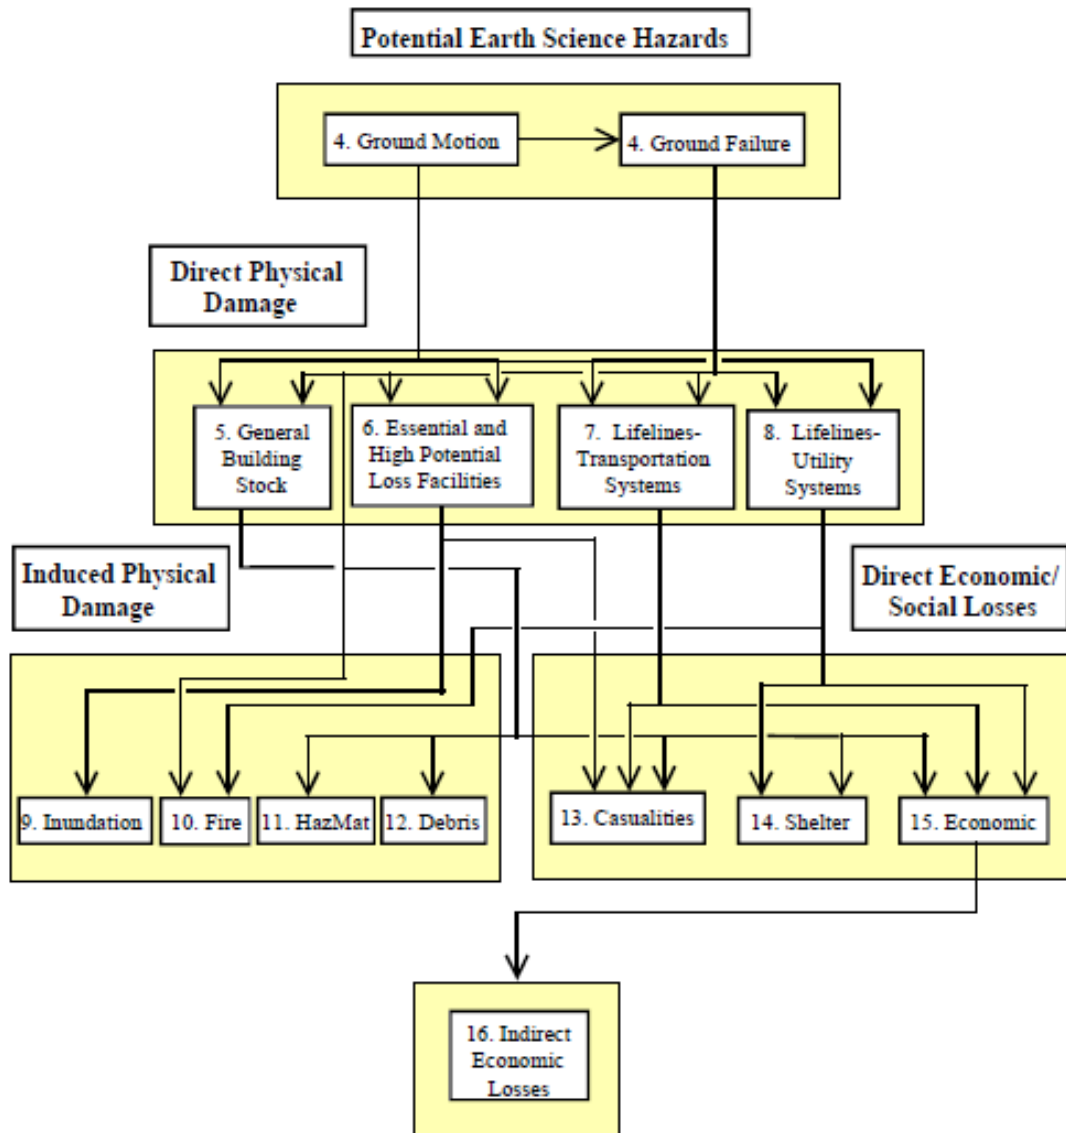 Potential Earth Science Hazards
4. Ground Motion
4. Ground Failure
Direct Physical
Damage
5. General
Building
Stock
6. Essential and
High Potential
Loss Facilities
7. Lifelines-
Transportation
Systems
8. Lifelines-
Utility
Systems
Induced Physical
Damage
Direct Economic/
Social Losses
9. Inundation
10. Fire
11. HazMat
12. Debris
13. Casualities
14. Shelter
15. Economic
16. Indirect
Economic
Losses